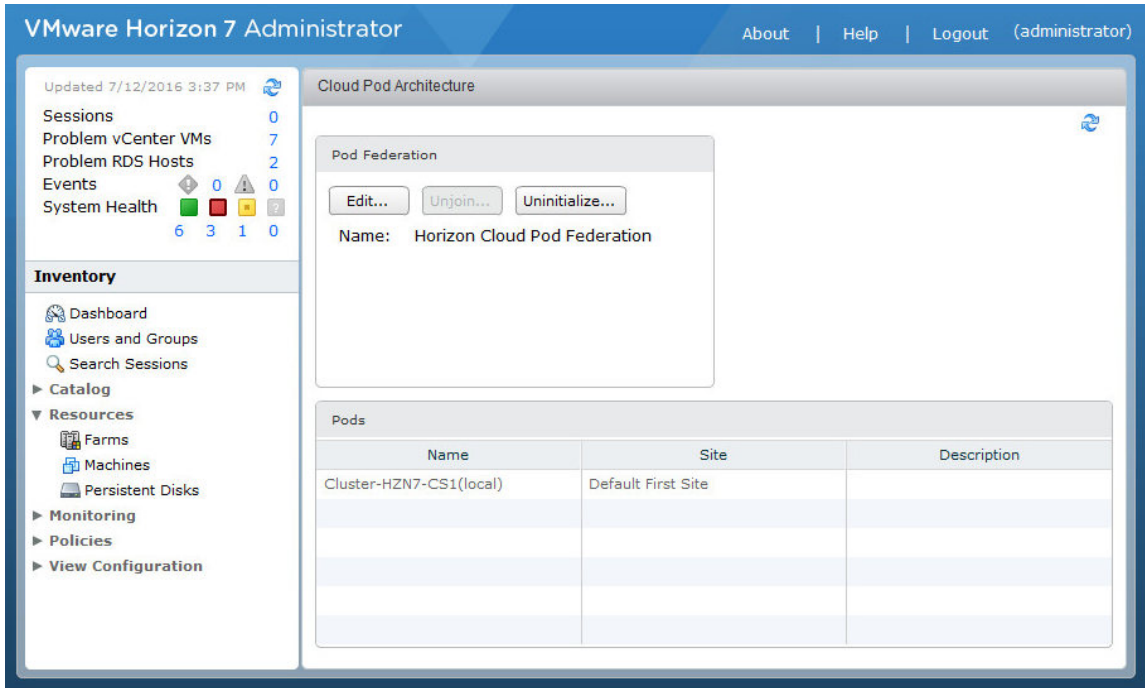 VMware Horizon 7 Administrator
About | Help | Logout (administrator)
Updated 7/12/2016 3:37 PM
Sessions 0
Problem vCenter VMs 7
Problem RDS Hosts 2
Events 0 0
System Health ?
6 3 1 0
Inventory
Dashboard
Users and Groups
Search Sessions
Catalog
Resources
Farms
Machines
Persistent Disks
Monitoring
Policies
View Configuration
Cloud Pod Architecture
Pod Federation
Edit... Unjoin... Uninitialize...
Name: Horizon Cloud Pod Federation
Pods
Name Site Description
Cluster-HZN7-CS1(local) Default First Site